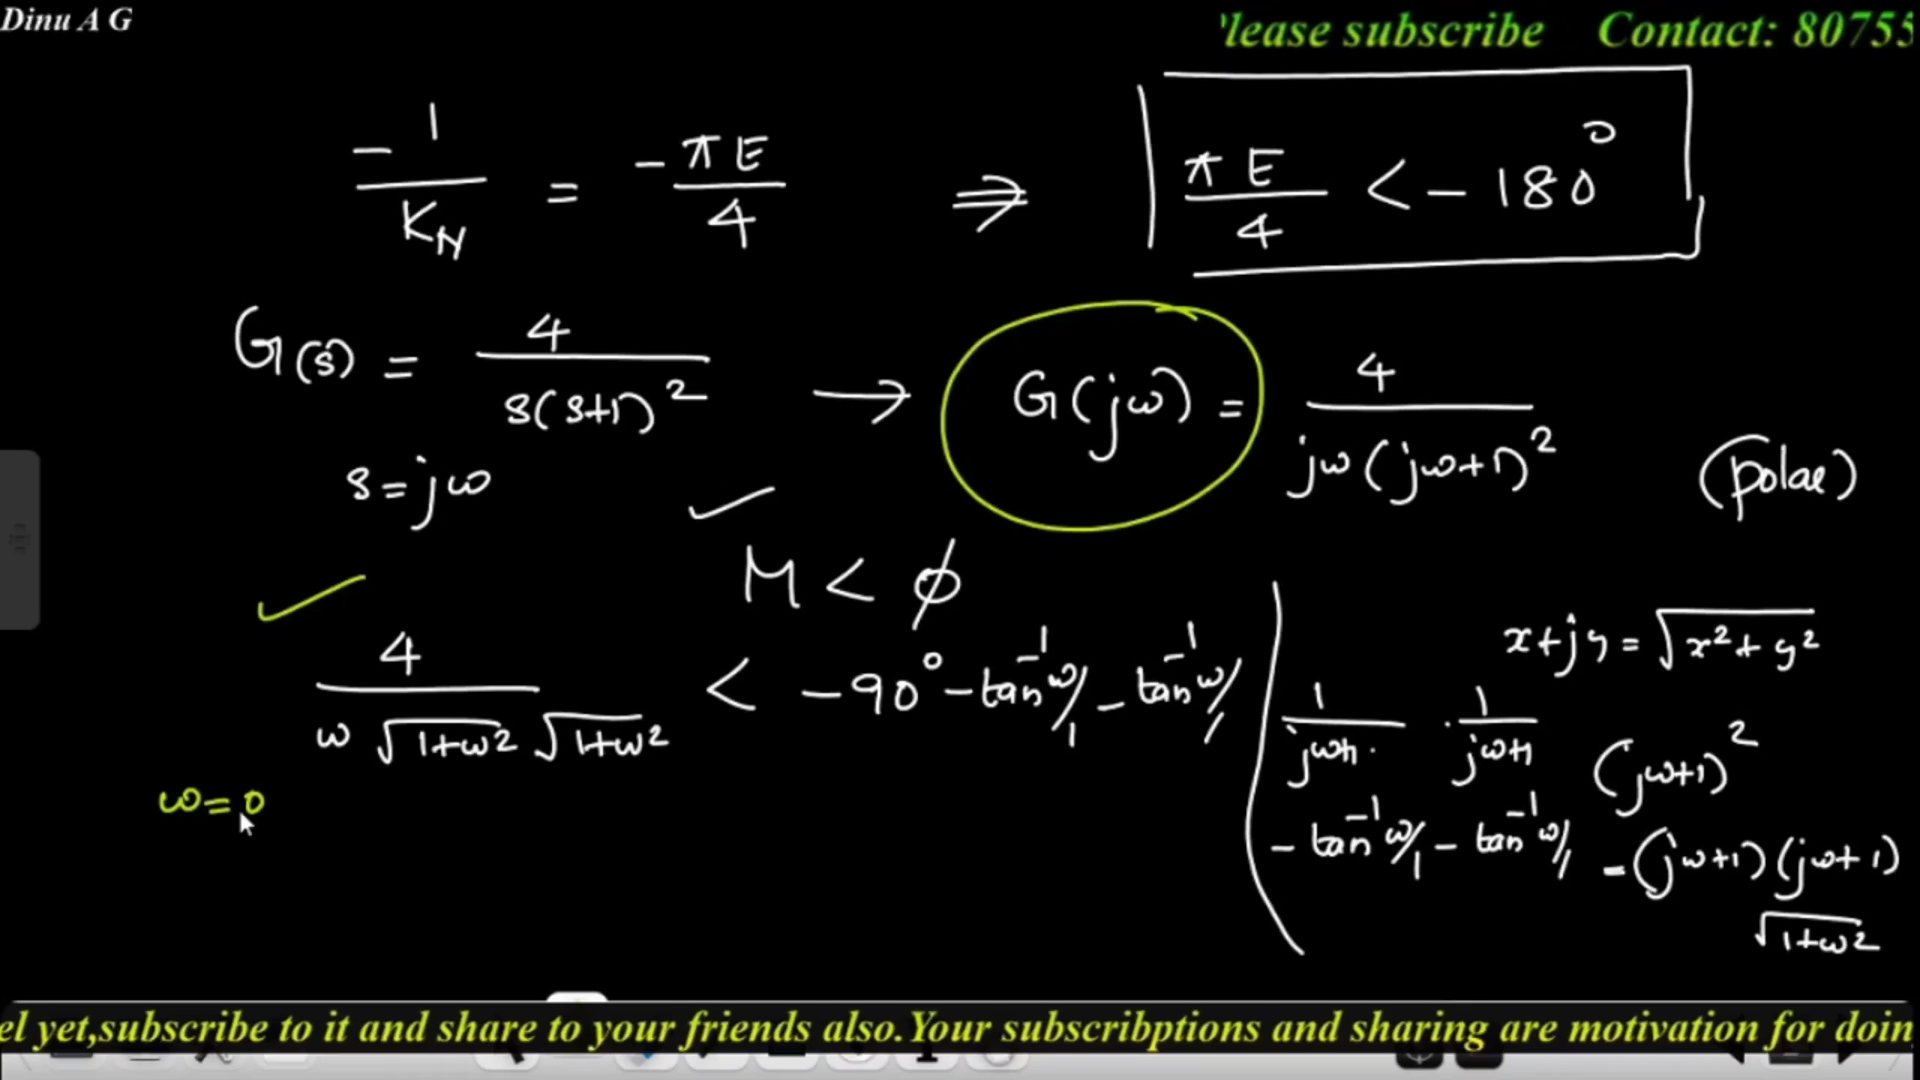 Dinu A G
'lease subscribe Contact: 80755
-1/K_N = -πE/4 ⇒ πE/4 < -180°
G(s) = 4/s(s+1)² → G(jω) = 4/jω(jω+1)² (polar)
s=jω
M < φ
4/ω√1+ω² √1+ω² < -90° - tan⁻¹ω/1 - tan⁻¹ω/1
ω=0
x+jy = √x²+y²
1/jω+1 · 1/jω+1 (jω+1)²
- tan⁻¹ω/1 - tan⁻¹ω/1 = (jω+1)(jω+1)
√1+ω²
el yet,subscribe to it and share to your friends also.Your subscribptions and sharing are motivation for doin